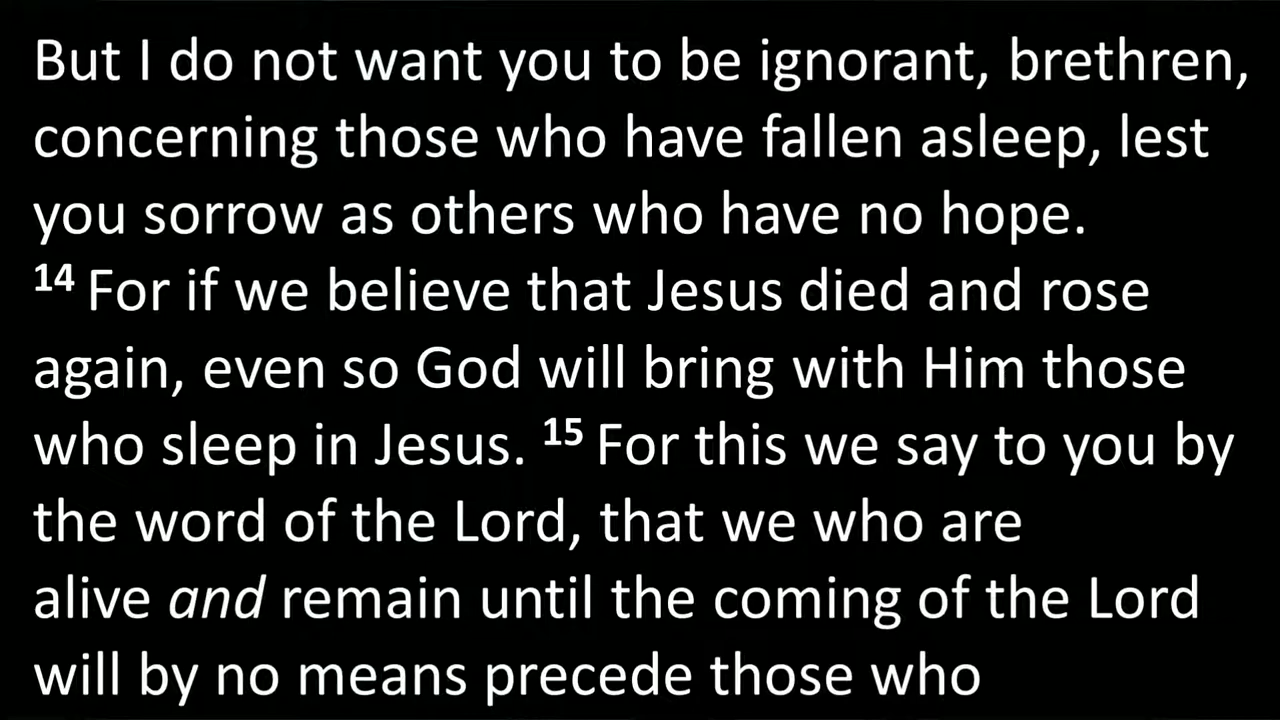 But I do not want you to be ignorant, brethren,
concerning those who have fallen asleep, lest
you sorrow as others who have no hope.
14 For if we believe that Jesus died and rose
again, even so God will bring with Him those
who sleep in Jesus. 15 For this we say to you by
the word of the Lord, that we who are
alive and remain until the coming of the Lord
will by no means precede those who